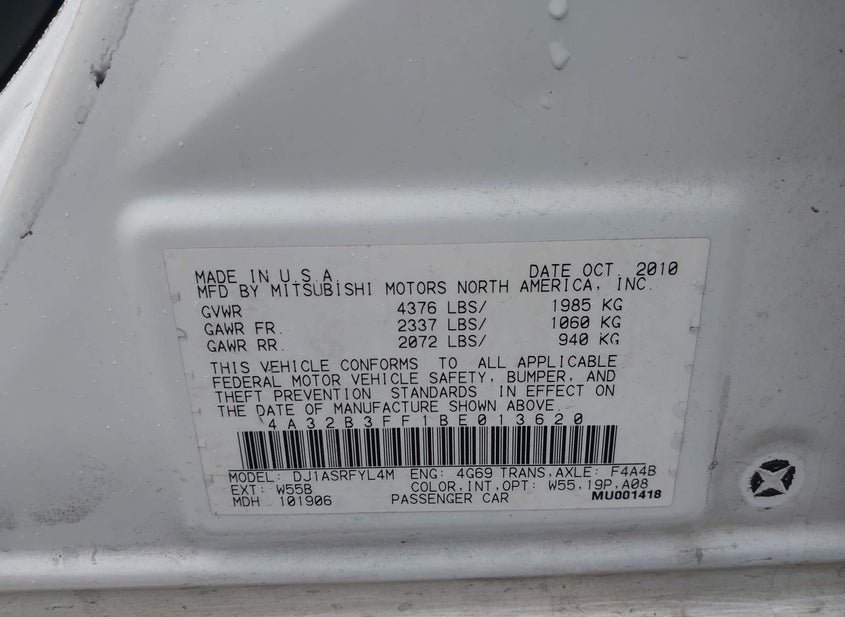 MADE IN U.S.A. DATE OCT. 2010
MFD BY MITSUBISHI MOTORS NORTH AMERICA, INC.
GVWR 4376 LBS/ 1985 KG
GAWR FR. 2337 LBS/ 1060 KG
GAWR RR. 2072 LBS/ 940 KG
THIS VEHICLE CONFORMS TO ALL APPLICABLE
FEDERAL MOTOR VEHICLE SAFETY, BUMPER, AND
THEFT PREVENTION STANDARDS IN EFFECT ON
THE DATE OF MANUFACTURE SHOWN ABOVE.
4A32B3FF1BE013620
MODEL: DJ1ASRFYL4M ENG: 4G69 TRANS,AXLE: F4A4B
EXT: W55B COLOR,INT,OPT: W55,19P,A08
MDH 101906 PASSENGER CAR MU001418